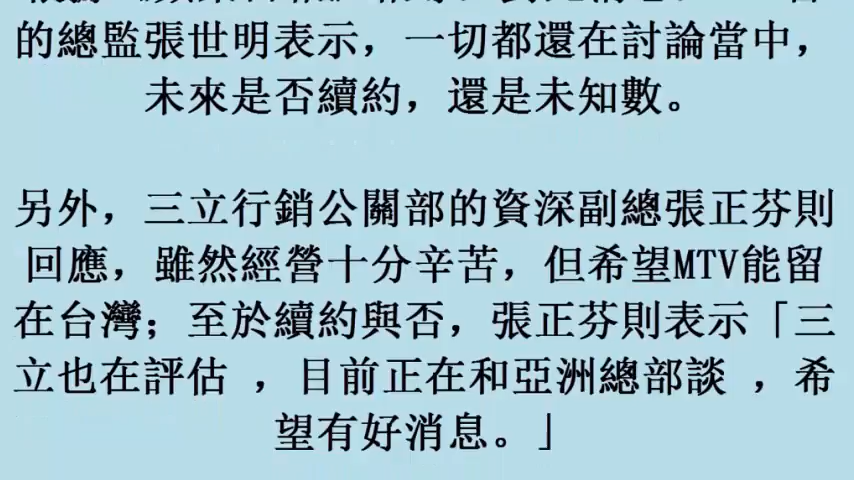 的總監張世明表示，一切都還在討論當中，
未來是否續約，還是未知數。
另外，三立行銷公關部的資深副總張正芬則
回應，雖然經營十分辛苦，但希望MTV能留
在台灣；至於續約與否，張正芬則表示「三
立也在評估 ，目前正在和亞洲總部談 ，希
望有好消息。」